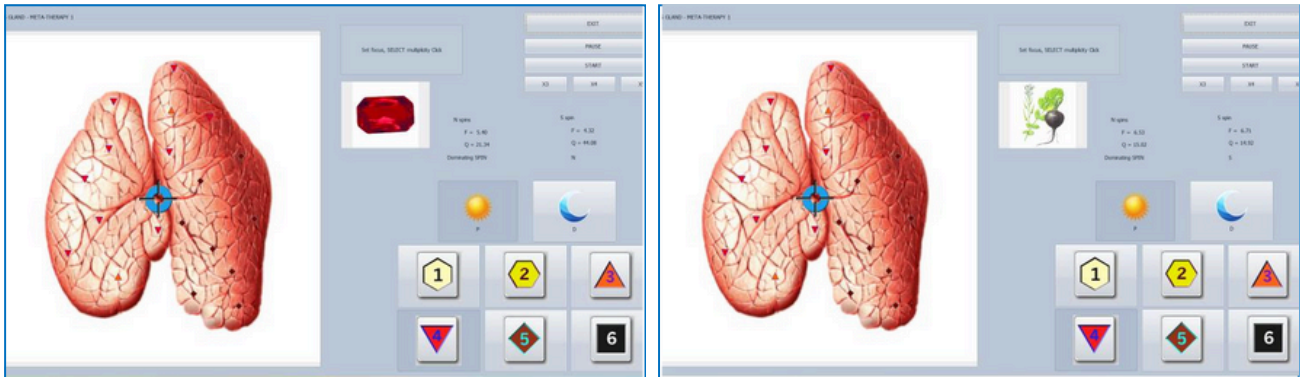 GLAND - META-THERAPY 1
EXIT
Set focus, SELECT multiplicity Click
PAUSE
START
X3 X4
N spins S spin
F = 5.40 F = 4.32
Q = 21.34 Q = 44.08
Dominating SPIN N
P D
1 2 3
4 5 6
GLAND - META-THERAPY 1
EXIT
Set focus, SELECT multiplicity Click
PAUSE
START
X3 X4
N spins S spin
F = 6.53 F = 6.71
Q = 15.02 Q = 14.92
Dominating SPIN S
P D
1 2 3
4 5 6